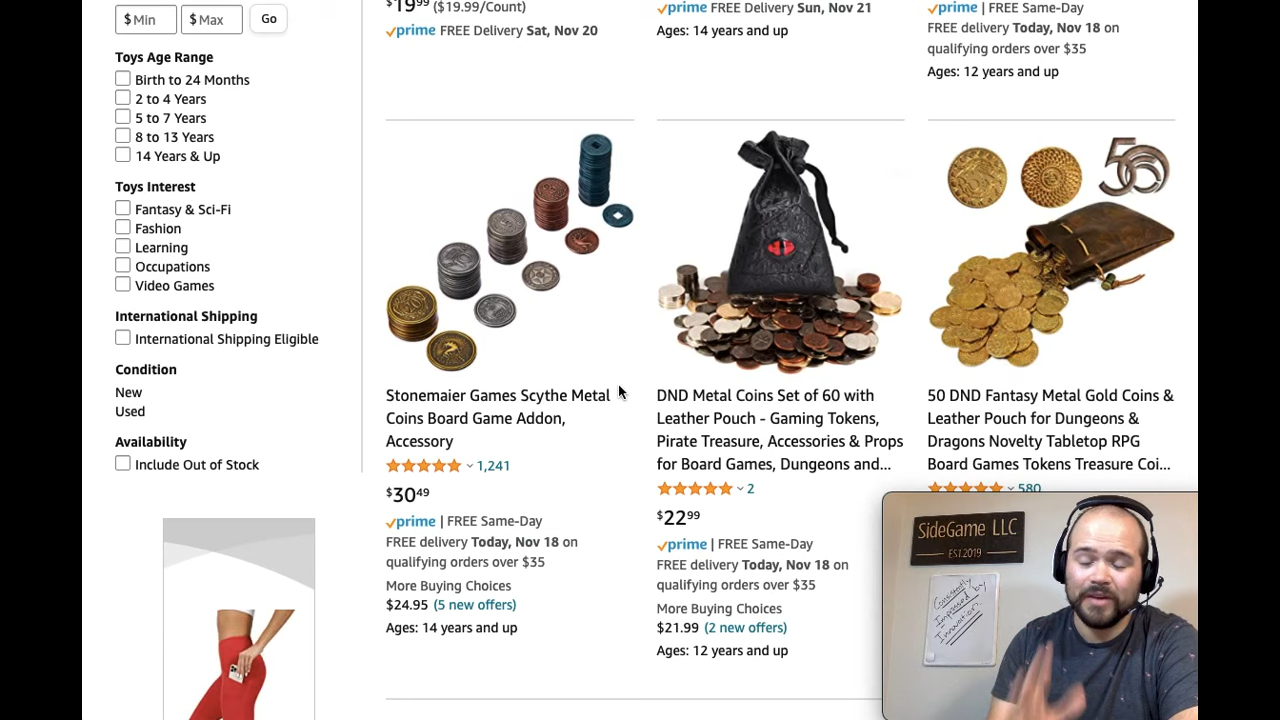 $ Min
$ Max
Go
Toys Age Range
Birth to 24 Months
2 to 4 Years
5 to 7 Years
8 to 13 Years
14 Years & Up
Toys Interest
Fantasy & Sci-Fi
Fashion
Learning
Occupations
Video Games
International Shipping
International Shipping Eligible
Condition
New
Used
Availability
Include Out of Stock
$19.99 ($19.99/Count)
prime FREE Delivery Sat, Nov 20
prime FREE Delivery Sun, Nov 21
Ages: 14 years and up
prime | FREE Same-Day
FREE delivery Today, Nov 18 on
qualifying orders over $35
Ages: 12 years and up
Stonemaier Games Scythe Metal
Coins Board Game Addon,
Accessory
1,241
$30.49
prime | FREE Same-Day
FREE delivery Today, Nov 18 on
qualifying orders over $35
More Buying Choices
$24.95 (5 new offers)
Ages: 14 years and up
DND Metal Coins Set of 60 with
Leather Pouch - Gaming Tokens,
Pirate Treasure, Accessories & Props
for Board Games, Dungeons and...
2
$22.99
prime | FREE Same-Day
FREE delivery Today, Nov 18 on
qualifying orders over $35
More Buying Choices
$21.99 (2 new offers)
Ages: 12 years and up
50
50 DND Fantasy Metal Gold Coins &
Leather Pouch for Dungeons &
Dragons Novelty Tabletop RPG
Board Games Tokens Treasure Coi...
580
SideGame LLC
EST.2019
Consistently
Impressed by
Innovation.